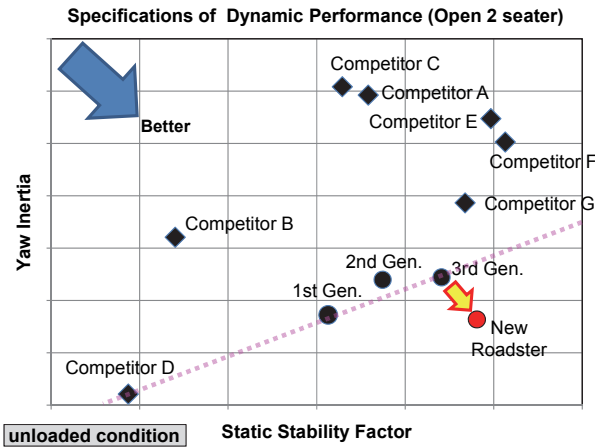 Specifications of Dynamic Performance (Open 2 seater)
Competitor C
Competitor A
Competitor E
Better
Competitor F
Competitor G
Competitor B
Yaw Inertia
2nd Gen.
3rd Gen.
1st Gen.
New
Roadster
Competitor D
unloaded condition
Static Stability Factor